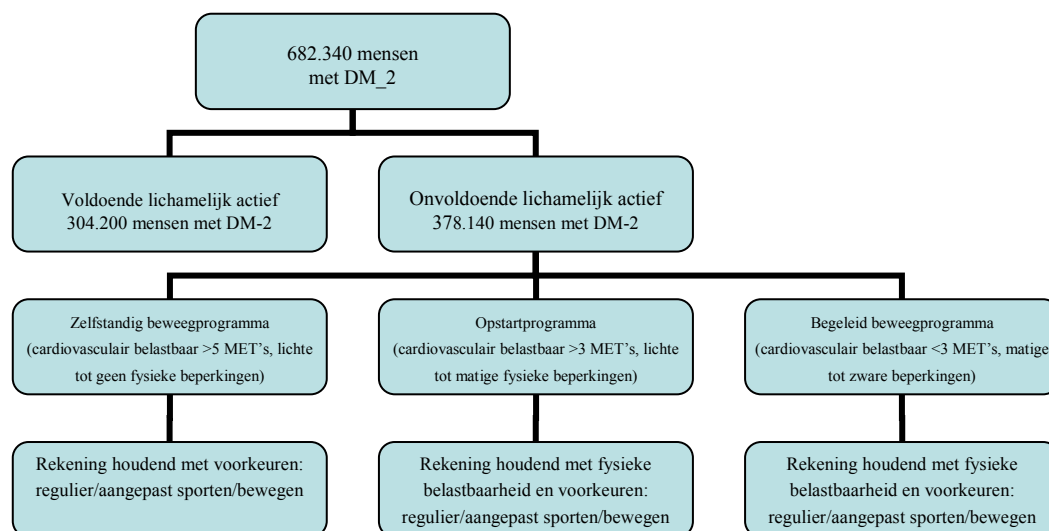 682.340 mensen
met DM_2
Voldoende lichamelijk actief
304.200 mensen met DM-2
Onvoldoende lichamelijk actief
378.140 mensen met DM-2
Zelfstandig beweegprogramma
(cardiovasculair belastbaar >5 MET’s, lichte
tot geen fysieke beperkingen)
Opstartprogramma
(cardiovasculair belastbaar >3 MET’s, lichte
tot matige fysieke beperkingen)
Begeleid beweegprogramma
(cardiovasculair belastbaar <3 MET’s, matige
tot zware beperkingen)
Rekening houdend met voorkeuren:
regulier/aangepast sporten/bewegen
Rekening houdend met fysieke
belastbaarheid en voorkeuren:
regulier/aangepast sporten/bewegen
Rekening houdend met fysieke
belastbaarheid en voorkeuren:
regulier/aangepast sporten/bewegen